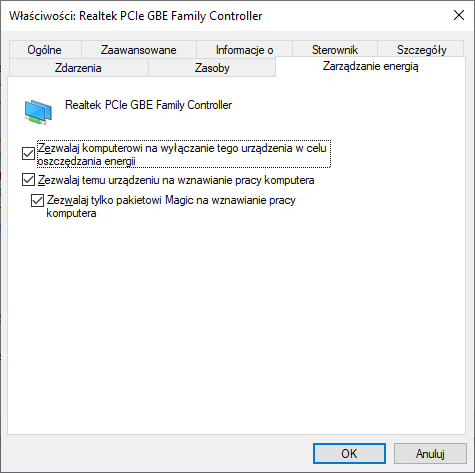 Właściwości: Realtek PCIe GBE Family Controller
Ogólne Zaawansowane Informacje o Sterownik Szczegóły
Zdarzenia Zasoby Zarządzanie energią
Realtek PCIe GBE Family Controller
Zezwalaj komputerowi na wyłączanie tego urządzenia w celu
oszczędzania energii
Zezwalaj temu urządzeniu na wznawianie pracy komputera
Zezwalaj tylko pakietowi Magic na wznawianie pracy
komputera
OK Anuluj